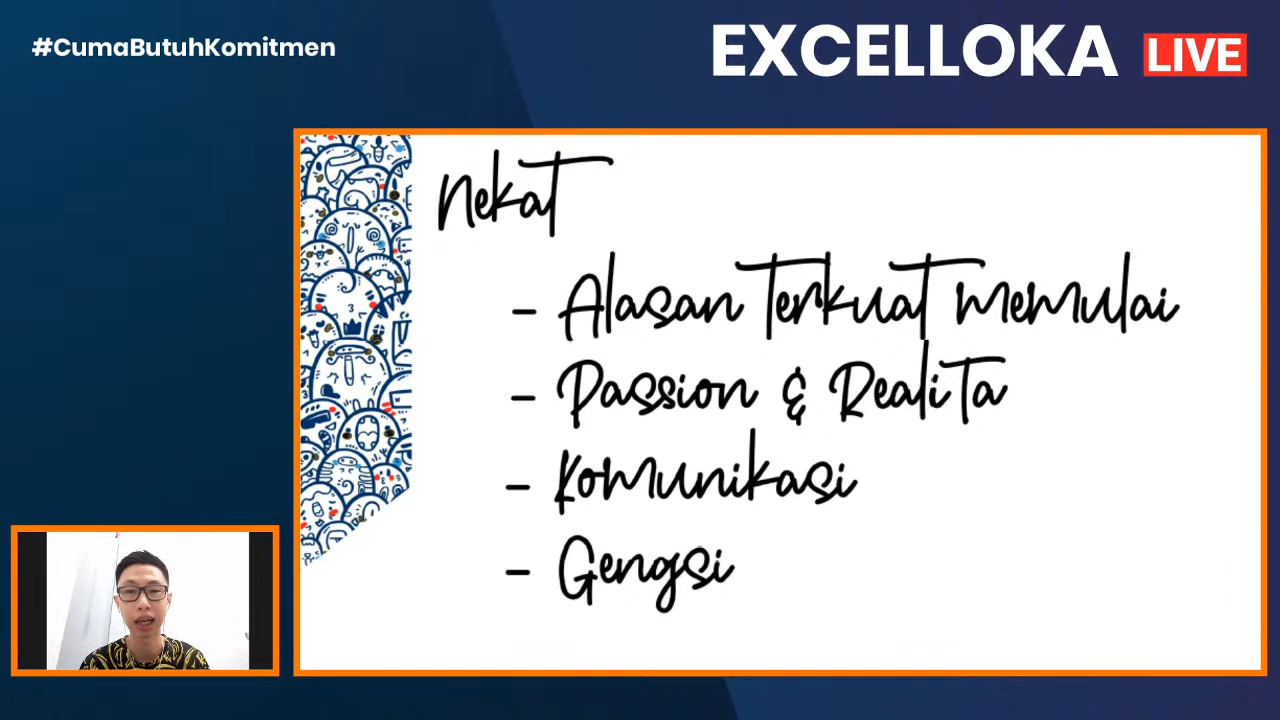 #CumaButuhKomitmen
EXCELLOKA LIVE
Nekat
- Alasan Terkuat memulai
- Passion & Realita
- Komunikasi
- Gengsi